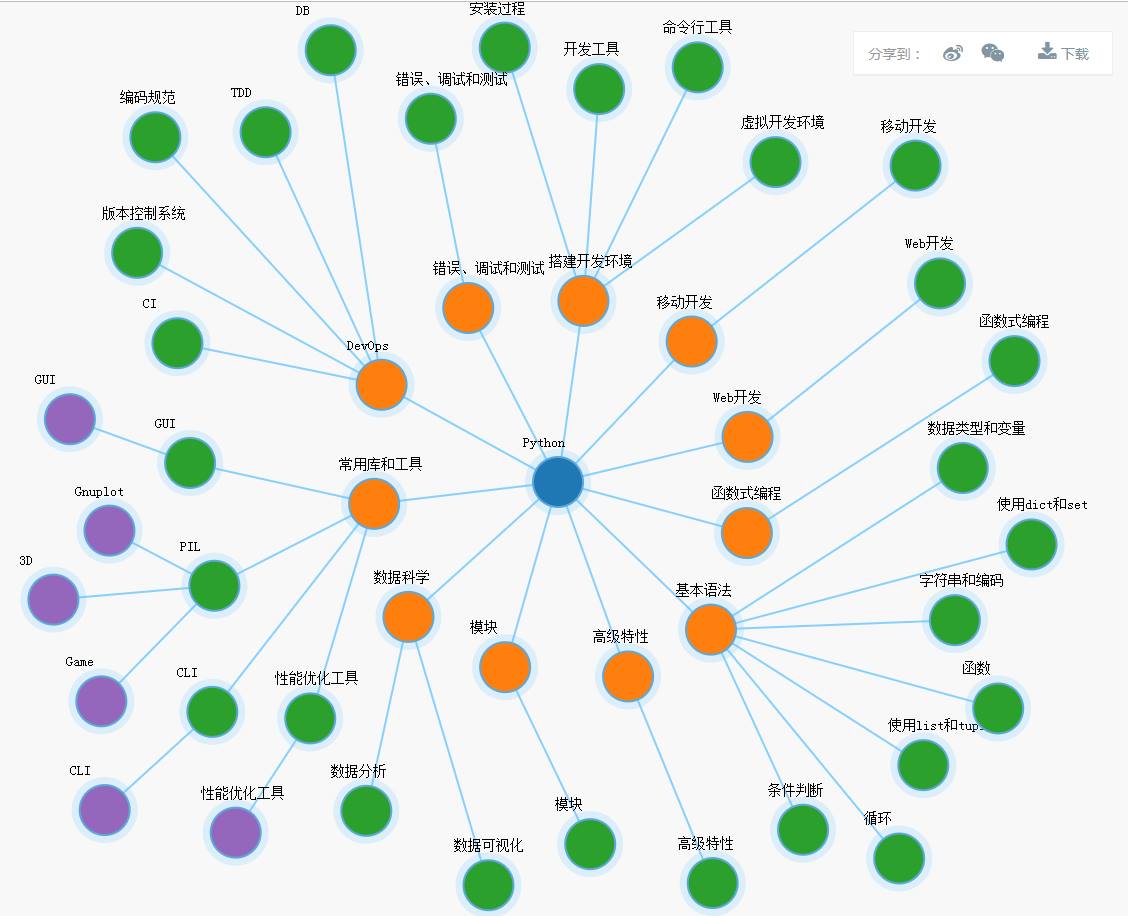 DB
安装过程
命令行工具
开发工具
分享到：
下载
错误、调试和测试
TDD
编码规范
虚拟开发环境
移动开发
版本控制系统
Web开发
错误、调试和测试
搭建开发环境
CI
移动开发
函数式编程
DevOps
GUI
Web开发
GUI
数据类型和变量
Python
常用库和工具
Gnuplot
函数式编程
使用dict和set
PIL
3D
数据科学
字符串和编码
基本语法
模块
高级特性
Game
CLI
性能优化工具
函数
使用list和tup
CLI
数据分析
性能优化工具
条件判断
模块
循环
数据可视化
高级特性